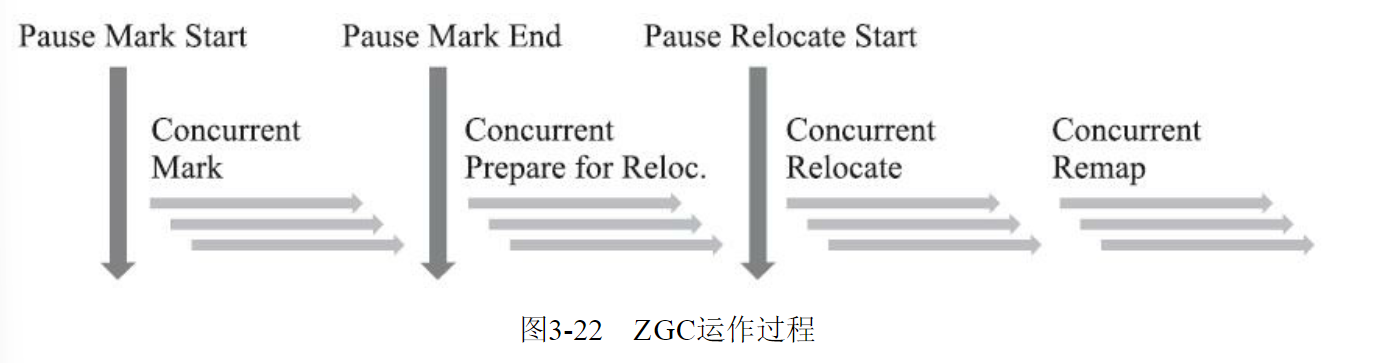 Pause Mark Start
Pause Mark End
Pause Relocate Start
Concurrent
Mark
Concurrent
Prepare for Reloc.
Concurrent
Relocate
Concurrent
Remap
图3-22 ZGC运作过程